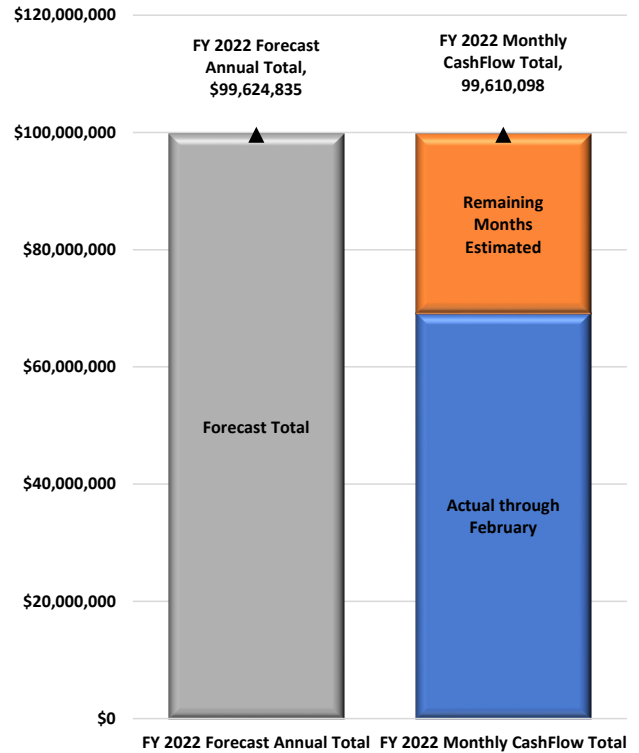 $120,000,000
FY 2022 Forecast
Annual Total,
$99,624,835
FY 2022 Monthly
CashFlow Total,
99,610,098
$100,000,000
$80,000,000
$60,000,000
$40,000,000
$20,000,000
$0
Forecast Total
Remaining
Months
Estimated
Actual through
February
FY 2022 Forecast Annual Total
FY 2022 Monthly CashFlow Total